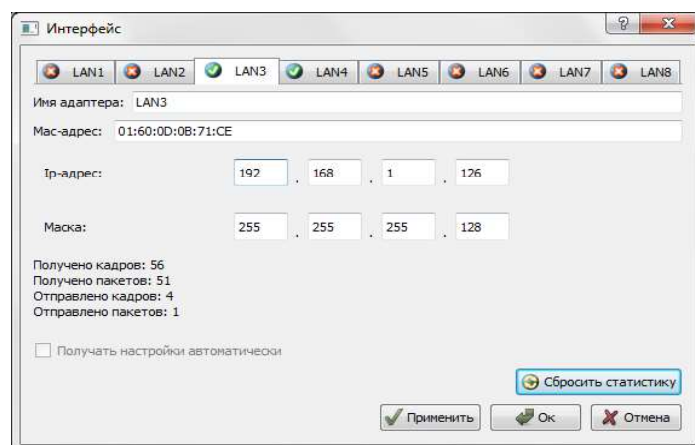 Интерфейс
LAN1 LAN2 LAN3 LAN4 LAN5 LAN6 LAN7 LAN8
Имя адаптера: LAN3
Mac-адрес: 01:60:0D:0B:71:CE
Ip-адрес: 192 . 168 . 1 . 126
Маска: 255 . 255 . 255 . 128
Получено кадров: 56
Получено пакетов: 51
Отправлено кадров: 4
Отправлено пакетов: 1
Получать настройки автоматически
Сбросить статистику
Применить Ок Отмена